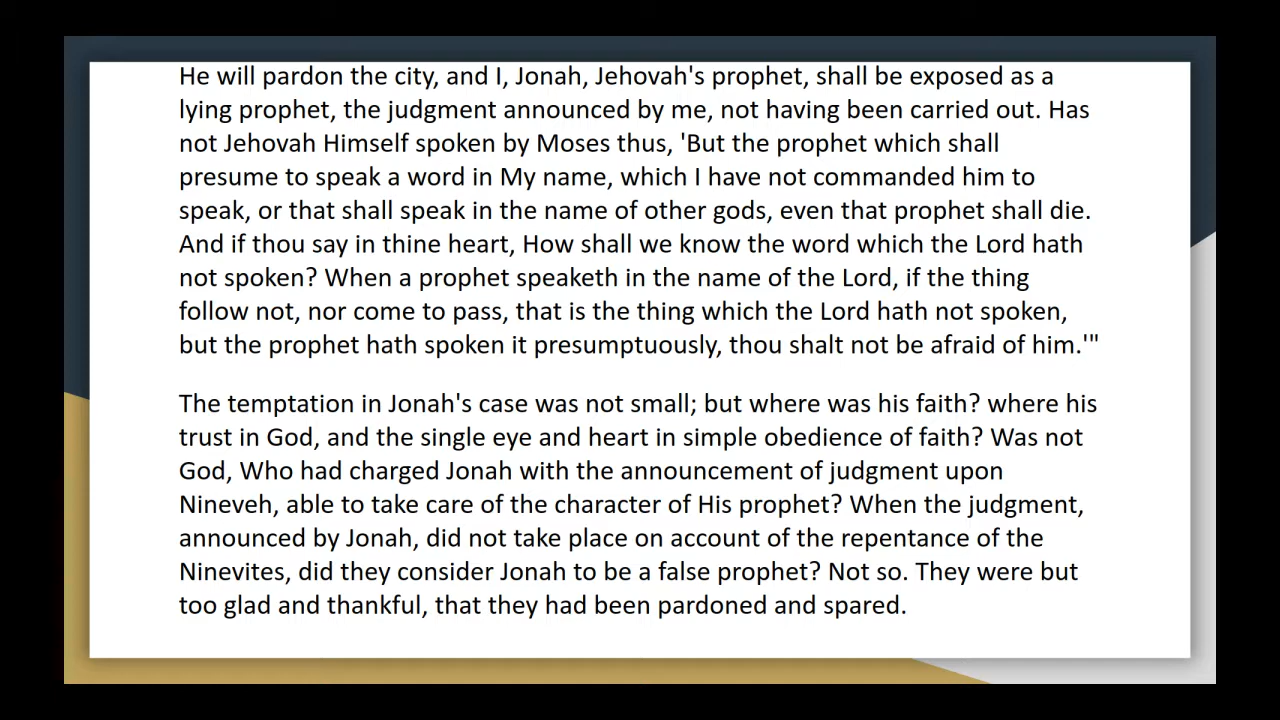 He will pardon the city, and I, Jonah, Jehovah's prophet, shall be exposed as a
lying prophet, the judgment announced by me, not having been carried out. Has
not Jehovah Himself spoken by Moses thus, 'But the prophet which shall
presume to speak a word in My name, which I have not commanded him to
speak, or that shall speak in the name of other gods, even that prophet shall die.
And if thou say in thine heart, How shall we know the word which the Lord hath
not spoken? When a prophet speaketh in the name of the Lord, if the thing
follow not, nor come to pass, that is the thing which the Lord hath not spoken,
but the prophet hath spoken it presumptuously, thou shalt not be afraid of him.'"
The temptation in Jonah's case was not small; but where was his faith? where his
trust in God, and the single eye and heart in simple obedience of faith? Was not
God, Who had charged Jonah with the announcement of judgment upon
Nineveh, able to take care of the character of His prophet? When the judgment,
announced by Jonah, did not take place on account of the repentance of the
Ninevites, did they consider Jonah to be a false prophet? Not so. They were but
too glad and thankful, that they had been pardoned and spared.